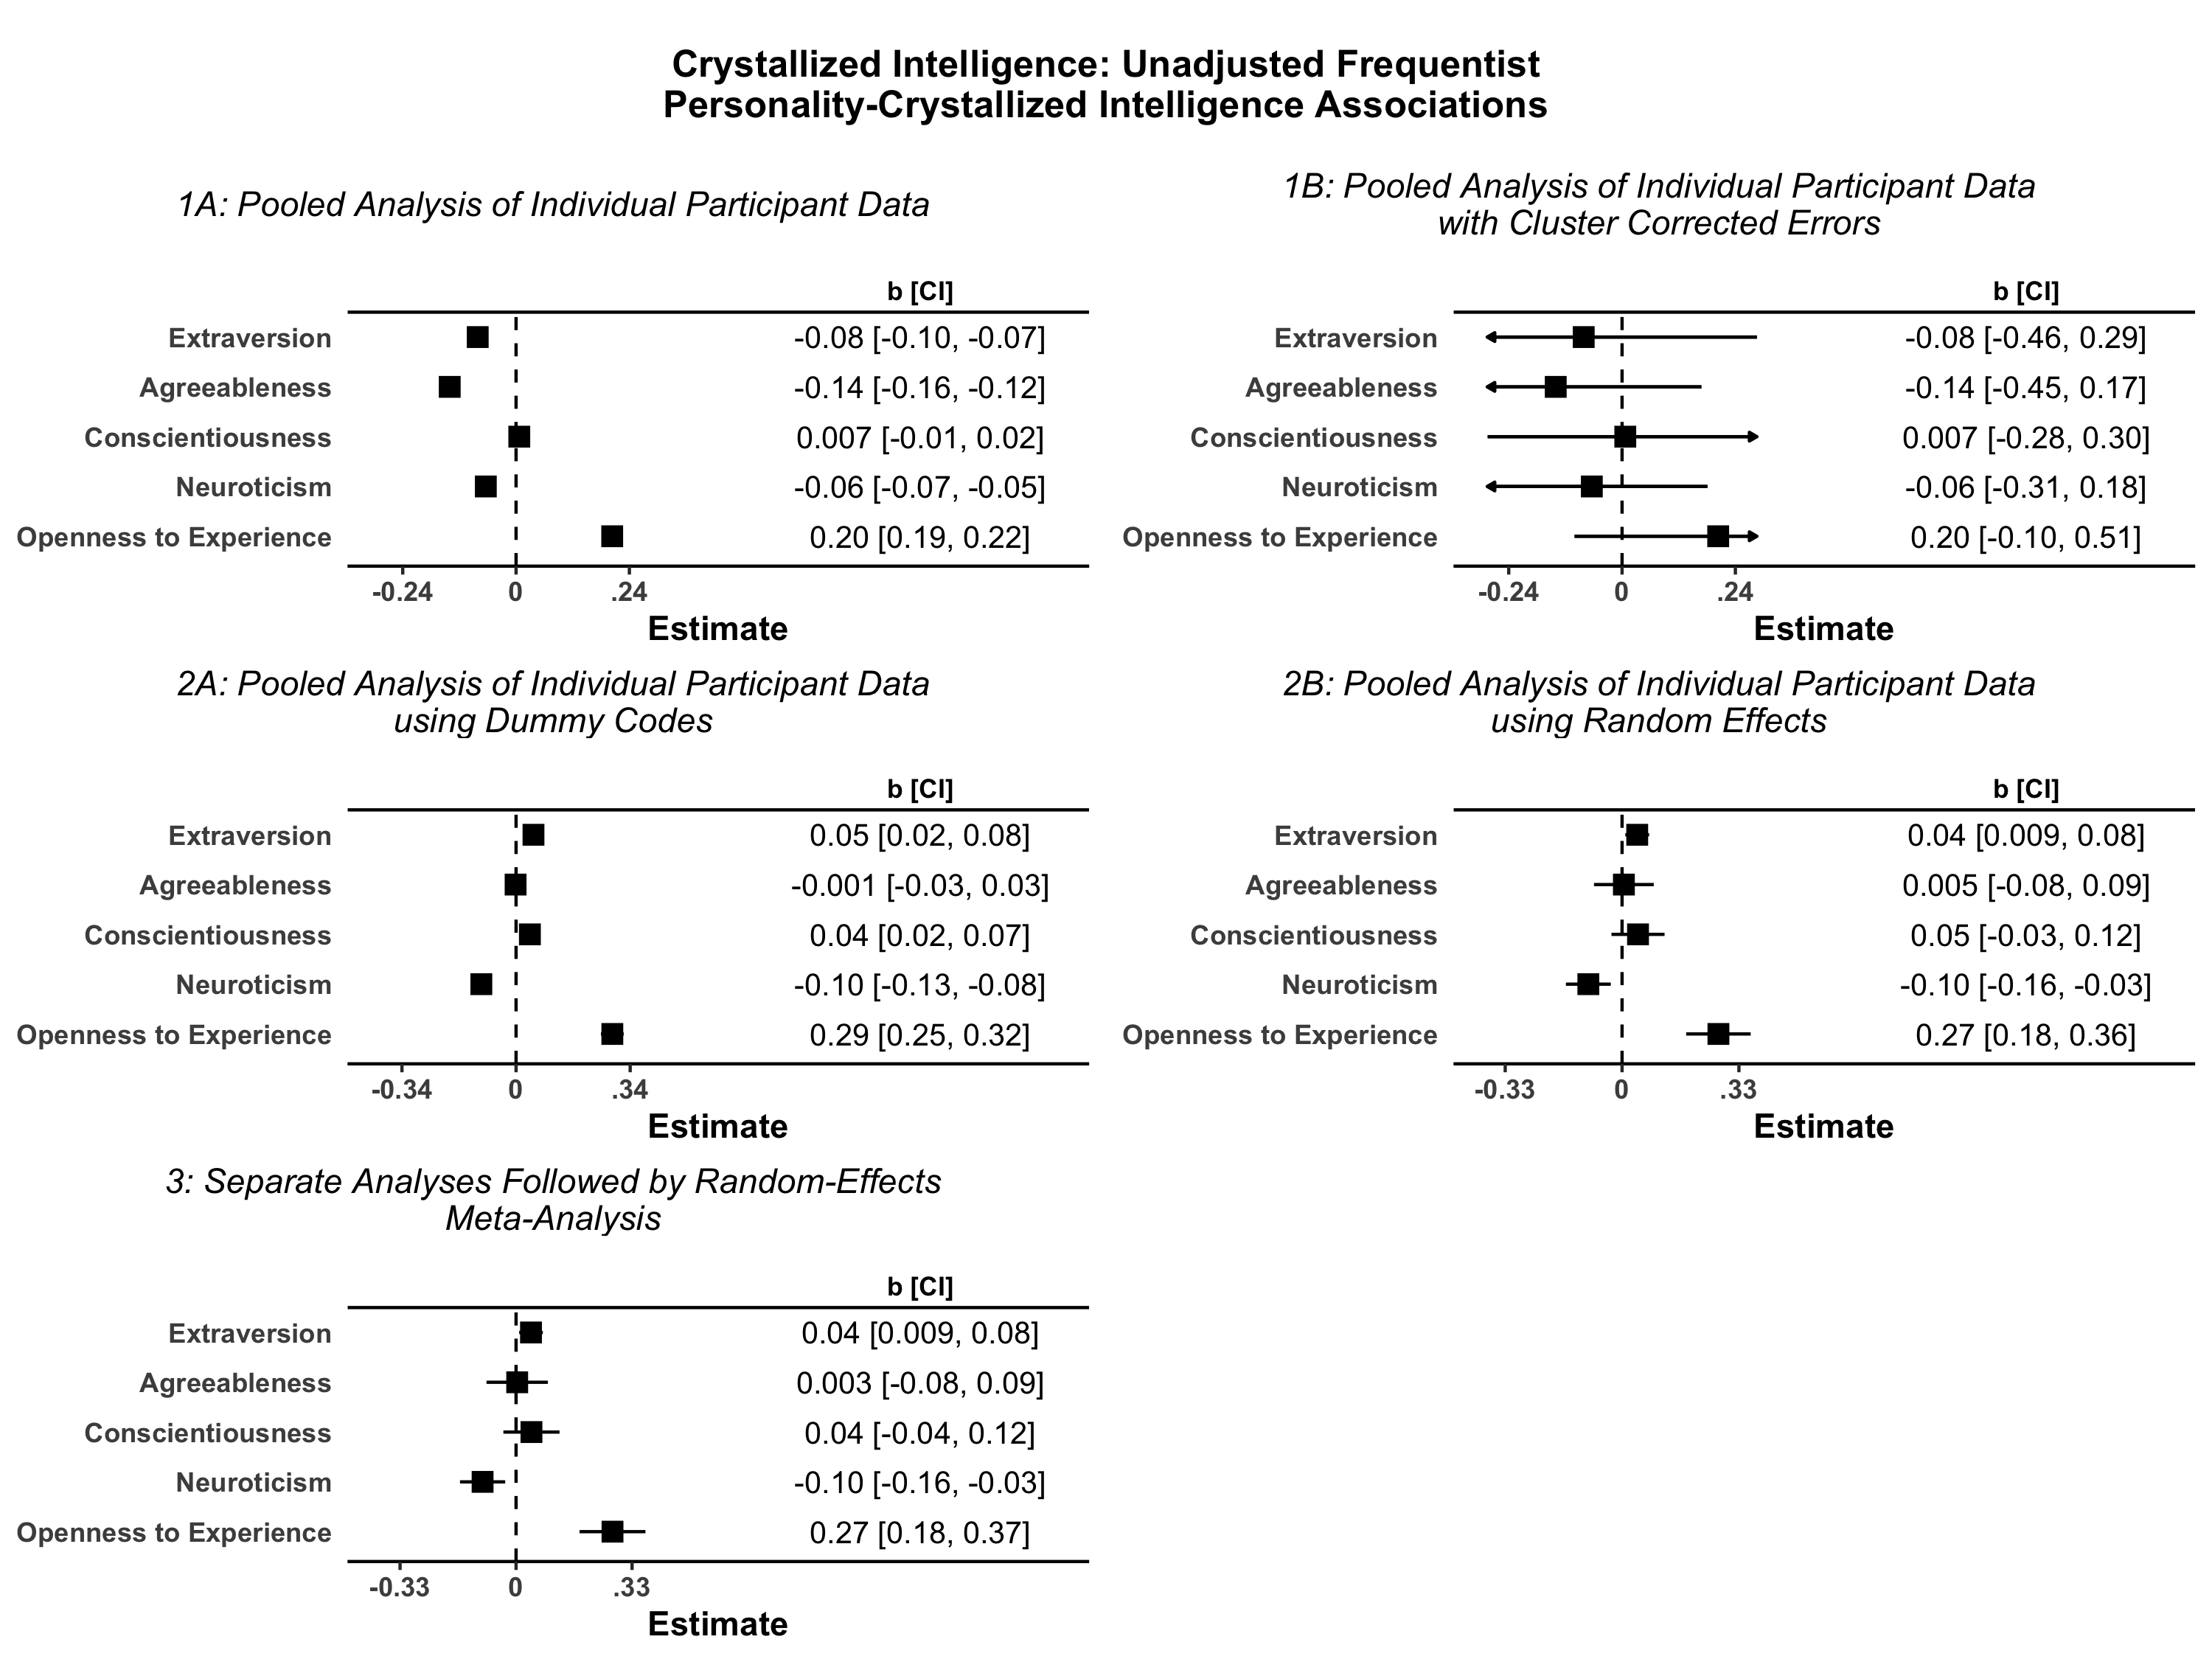 Crystallized Intelligence: Unadjusted Frequentist
Personality-Crystallized Intelligence Associations
1A: Pooled Analysis of Individual Participant Data
b [CI]
Extraversion -0.08 [-0.10, -0.07]
Agreeableness -0.14 [-0.16, -0.12]
Conscientiousness 0.007 [-0.01, 0.02]
Neuroticism -0.06 [-0.07, -0.05]
Openness to Experience 0.20 [0.19, 0.22]
-0.24 0 .24
Estimate
1B: Pooled Analysis of Individual Participant Data
with Cluster Corrected Errors
b [CI]
Extraversion -0.08 [-0.46, 0.29]
Agreeableness -0.14 [-0.45, 0.17]
Conscientiousness 0.007 [-0.28, 0.30]
Neuroticism -0.06 [-0.31, 0.18]
Openness to Experience 0.20 [-0.10, 0.51]
-0.24 0 .24
Estimate
2A: Pooled Analysis of Individual Participant Data
using Dummy Codes
b [CI]
Extraversion 0.05 [0.02, 0.08]
Agreeableness -0.001 [-0.03, 0.03]
Conscientiousness 0.04 [0.02, 0.07]
Neuroticism -0.10 [-0.13, -0.08]
Openness to Experience 0.29 [0.25, 0.32]
-0.34 0 .34
Estimate
2B: Pooled Analysis of Individual Participant Data
using Random Effects
b [CI]
Extraversion 0.04 [0.009, 0.08]
Agreeableness 0.005 [-0.08, 0.09]
Conscientiousness 0.05 [-0.03, 0.12]
Neuroticism -0.10 [-0.16, -0.03]
Openness to Experience 0.27 [0.18, 0.36]
-0.33 0 .33
Estimate
3: Separate Analyses Followed by Random-Effects
Meta-Analysis
b [CI]
Extraversion 0.04 [0.009, 0.08]
Agreeableness 0.003 [-0.08, 0.09]
Conscientiousness 0.04 [-0.04, 0.12]
Neuroticism -0.10 [-0.16, -0.03]
Openness to Experience 0.27 [0.18, 0.37]
-0.33 0 .33
Estimate